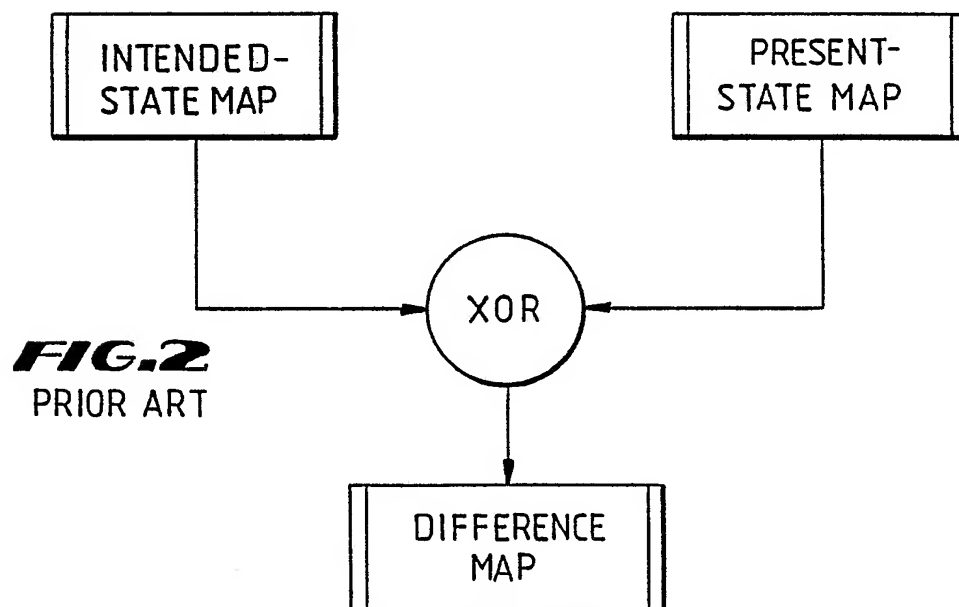 INTENDED-
STATE MAP
PRESENT-
STATE MAP
XOR
FIG.2
PRIOR ART
DIFFERENCE
MAP